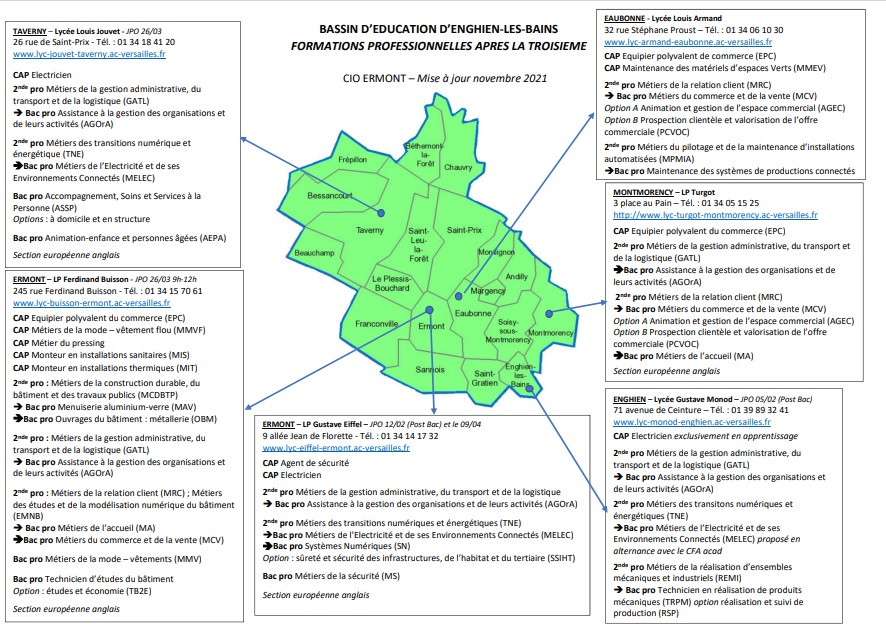 BASSIN D'EDUCATION D'ENGHIEN-LES-BAINS
FORMATIONS PROFESSIONNELLES APRES LA TROISIEME
CIO ERMONT – Mise à jour novembre 2021
TAVERNY – Lycée Louis Jouvet - JPO 26/03
26 rue de Saint-Prix - Tél. : 01 34 18 41 20
www.lyc-jouvet-taverny.ac-versailles.fr
CAP Electricien
2nde pro Métiers de la gestion administrative, du
transport et de la logistique (GATL)
➔ Bac pro Assistance à la gestion des organisations et
de leurs activités (AGOrA)
2nde pro Métiers des transitions numérique et
énergétique (TNE)
➔Bac pro Métiers de l'Electricité et de ses
Environnements Connectés (MELEC)
Bac pro Accompagnement, Soins et Services à la
Personne (ASSP)
Options : à domicile et en structure
Bac pro Animation-enfance et personnes âgées (AEPA)
Section européenne anglais
ERMONT – LP Ferdinand Buisson - JPO 26/03 9h-12h
245 rue Ferdinand Buisson - Tél. : 01 34 15 70 61
www.lyc-buisson-ermont.ac-versailles.fr
CAP Equipier polyvalent du commerce (EPC)
CAP Métiers de la mode – vêtement flou (MMVF)
CAP Métier du pressing
CAP Monteur en installations sanitaires (MIS)
CAP Monteur en installations thermiques (MIT)
2nde pro : Métiers de la construction durable, du
bâtiment et des travaux publics (MCDBTP)
➔ Bac pro Menuiserie aluminium-verre (MAV)
➔Bac pro Ouvrages du bâtiment : métallerie (OBM)
2nde pro : Métiers de la gestion administrative, du
transport et de la logistique (GATL)
➔ Bac pro Assistance à la gestion des organisations et
de leurs activités (AGOrA)
2nde pro : Métiers de la relation client (MRC) ; Métiers
des études et de la modélisation numérique du bâtiment
(EMNB)
➔ Bac pro Métiers de l'accueil (MA)
➔Bac pro Métiers du commerce et de la vente (MCV)
Bac pro Métiers de la mode – vêtements (MMV)
Bac pro Technicien d'études du bâtiment
Option : études et économie (TB2E)
Section européenne anglais
Béthemont-
la-
Forêt
Frépillon
Chauvry
Bessancourt
Taverny
Saint-
Leu-
la-
Forêt
Saint-Prix
Beauchamp
Montlignon
Andilly
Le Plessis-
Bouchard
Margency
Eaubonne
Franconville
Ermont
Soisy-
sous-
Montmorency
Montmorency
Sannois
Saint-
Gratien
Enghien-
les-
Bains
ERMONT – LP Gustave Eiffel – JPO 12/02 (Post Bac) et le 09/04
9 allée Jean de Florette - Tél. : 01 34 14 17 32
www.lyc-eiffel-ermont.ac-versailles.fr
CAP Agent de sécurité
CAP Electricien
2nde pro Métiers de la gestion administrative, du transport et de la logistique
➔ Bac pro Assistance à la gestion des organisations et de leurs activités (AGOrA)
2nde pro Métiers des transitions numériques et énergétiques (TNE)
➔Bac pro Métiers de l'Electricité et de ses Environnements Connectés (MELEC)
➔Bac pro Systèmes Numériques (SN)
Option : sûreté et sécurité des infrastructures, de l'habitat et du tertiaire (SSIHT)
Bac pro Métiers de la sécurité (MS)
Section européenne anglais
EAUBONNE - Lycée Louis Armand
32 rue Stéphane Proust – Tél. : 01 34 06 10 30
www.lyc-armand-eaubonne.ac-versailles.fr
CAP Equipier polyvalent de commerce (EPC)
CAP Maintenance des matériels d'espaces Verts (MMEV)
2nde pro Métiers de la relation client (MRC)
➔ Bac pro Métiers du commerce et de la vente (MCV)
Option A Animation et gestion de l'espace commercial (AGEC)
Option B Prospection clientèle et valorisation de l'offre
commerciale (PCVOC)
2nde pro Métiers du pilotage et de la maintenance d'installations
automatisées (MPMIA)
➔Bac pro Maintenance des systèmes de productions connectés
MONTMORENCY – LP Turgot
3 place au Pain – Tél. : 01 34 05 15 25
http://www.lyc-turgot-montmorency.ac-versailles.fr
CAP Equipier polyvalent du commerce (EPC)
2nde pro Métiers de la gestion administrative, du transport et
de la logistique (GATL)
➔Bac pro Assistance à la gestion des organisations et de
leurs activités (AGOrA)
2nde pro Métiers de la relation client (MRC)
➔ Bac pro Métiers du commerce et de la vente (MCV)
Option A Animation et gestion de l'espace commercial (AGEC)
Option B Prospection clientèle et valorisation de l'offre
commerciale (PCVOC)
➔Bac pro Métiers de l'accueil (MA)
Section européenne anglais
ENGHIEN – Lycée Gustave Monod - JPO 05/02 (Post Bac)
71 avenue de Ceinture – Tél. : 01 39 89 32 41
www.lyc-monod-enghien.ac-versailles.fr
CAP Electricien exclusivement en apprentissage
2nde pro Métiers de la gestion administrative, du
transport et de la logistique (GATL)
➔ Bac pro Assistance à la gestion des organisations et
de leurs activités (AGOrA)
2nde pro Métiers des transitons numériques et
énergétiques (TNE)
➔ Bac pro Métiers de l'Electricité et de ses
Environnements Connectés (MELEC) proposé en
alternance avec le CFA acad
2nde pro Métiers de la réalisation d'ensembles
mécaniques et industriels (REMI)
➔ Bac pro Technicien en réalisation de produits
mécaniques (TRPM) option réalisation et suivi de
production (RSP)